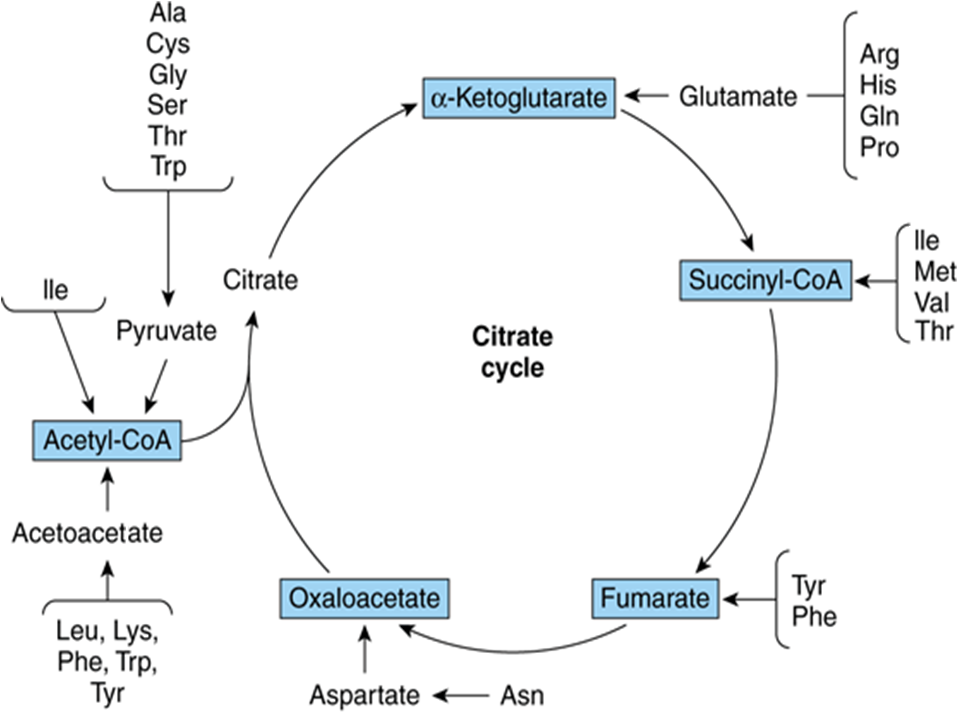 Ala
Cys
Gly
Ser
Thr
Trp
α-Ketoglutarate
Glutamate
Arg
His
Gln
Pro
Ile
Pyruvate
Citrate
Citrate
cycle
Succinyl-CoA
Ile
Met
Val
Thr
Acetyl-CoA
Acetoacetate
Leu, Lys,
Phe, Trp,
Tyr
Oxaloacetate
Fumarate
Tyr
Phe
Aspartate
Asn